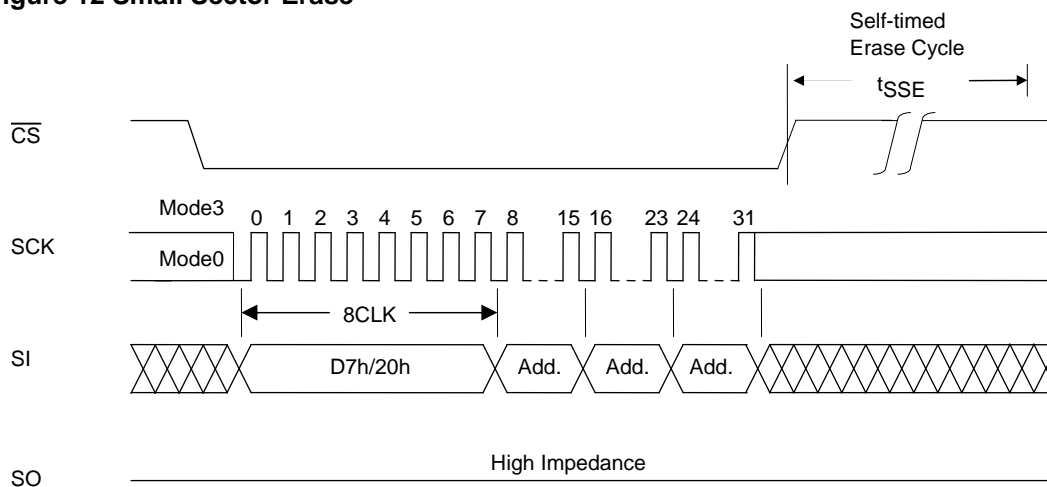 Figure 12 Small Sector Erase
Self-timed
Erase Cycle
tSSE
CS
Mode3
0 1 2 3 4 5 6 7 8 15 16 23 24 31
SCK
Mode0
8CLK
SI
D7h/20h Add. Add. Add.
High Impedance
SO